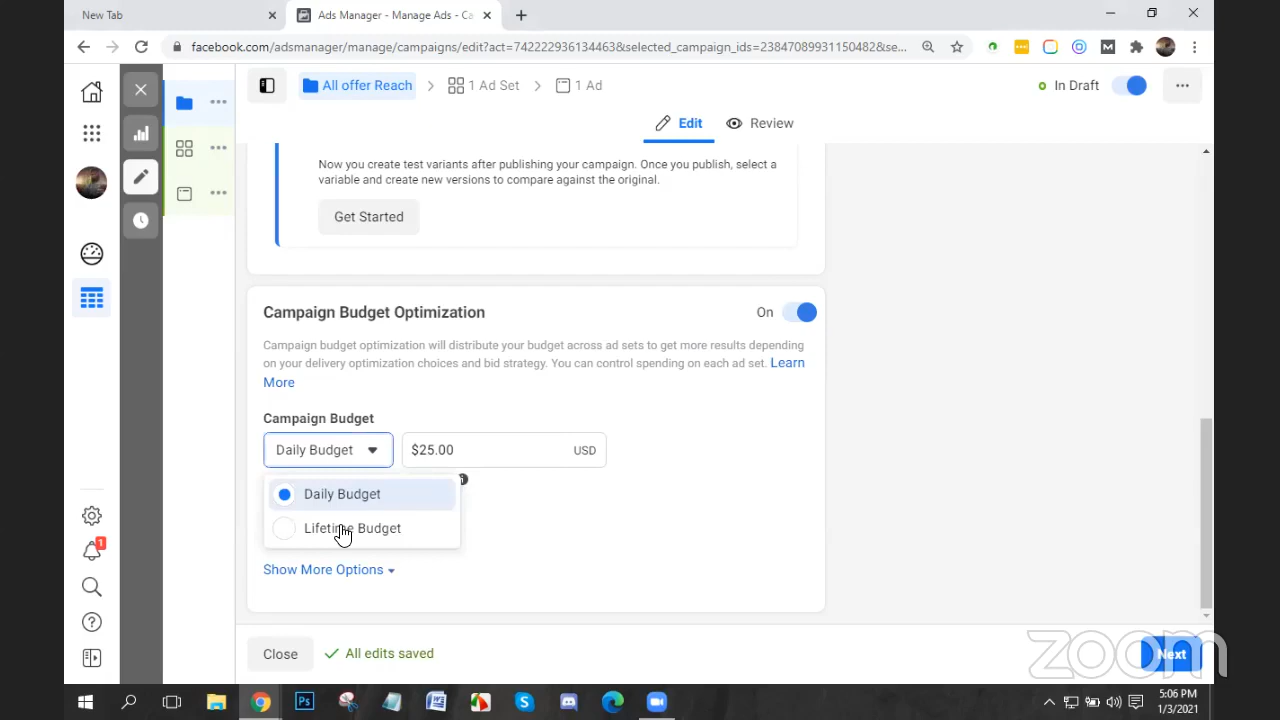 New Tab
Ads Manager - Manage Ads - Ca
facebook.com/adsmanager/manage/campaigns/edit?act=742222936134463&selected_campaign_ids=23847089931150482&se...
All offer Reach
1 Ad Set
1 Ad
In Draft
Edit
Review
Now you create test variants after publishing your campaign. Once you publish, select a
variable and create new versions to compare against the original.
Get Started
Campaign Budget Optimization
On
Campaign budget optimization will distribute your budget across ad sets to get more results depending
on your delivery optimization choices and bid strategy. You can control spending on each ad set. Learn
More
Campaign Budget
Daily Budget
$25.00
USD
Daily Budget
Lifetime Budget
Show More Options
1
Close
All edits saved
Next
zoom
5:06 PM
1/3/2021